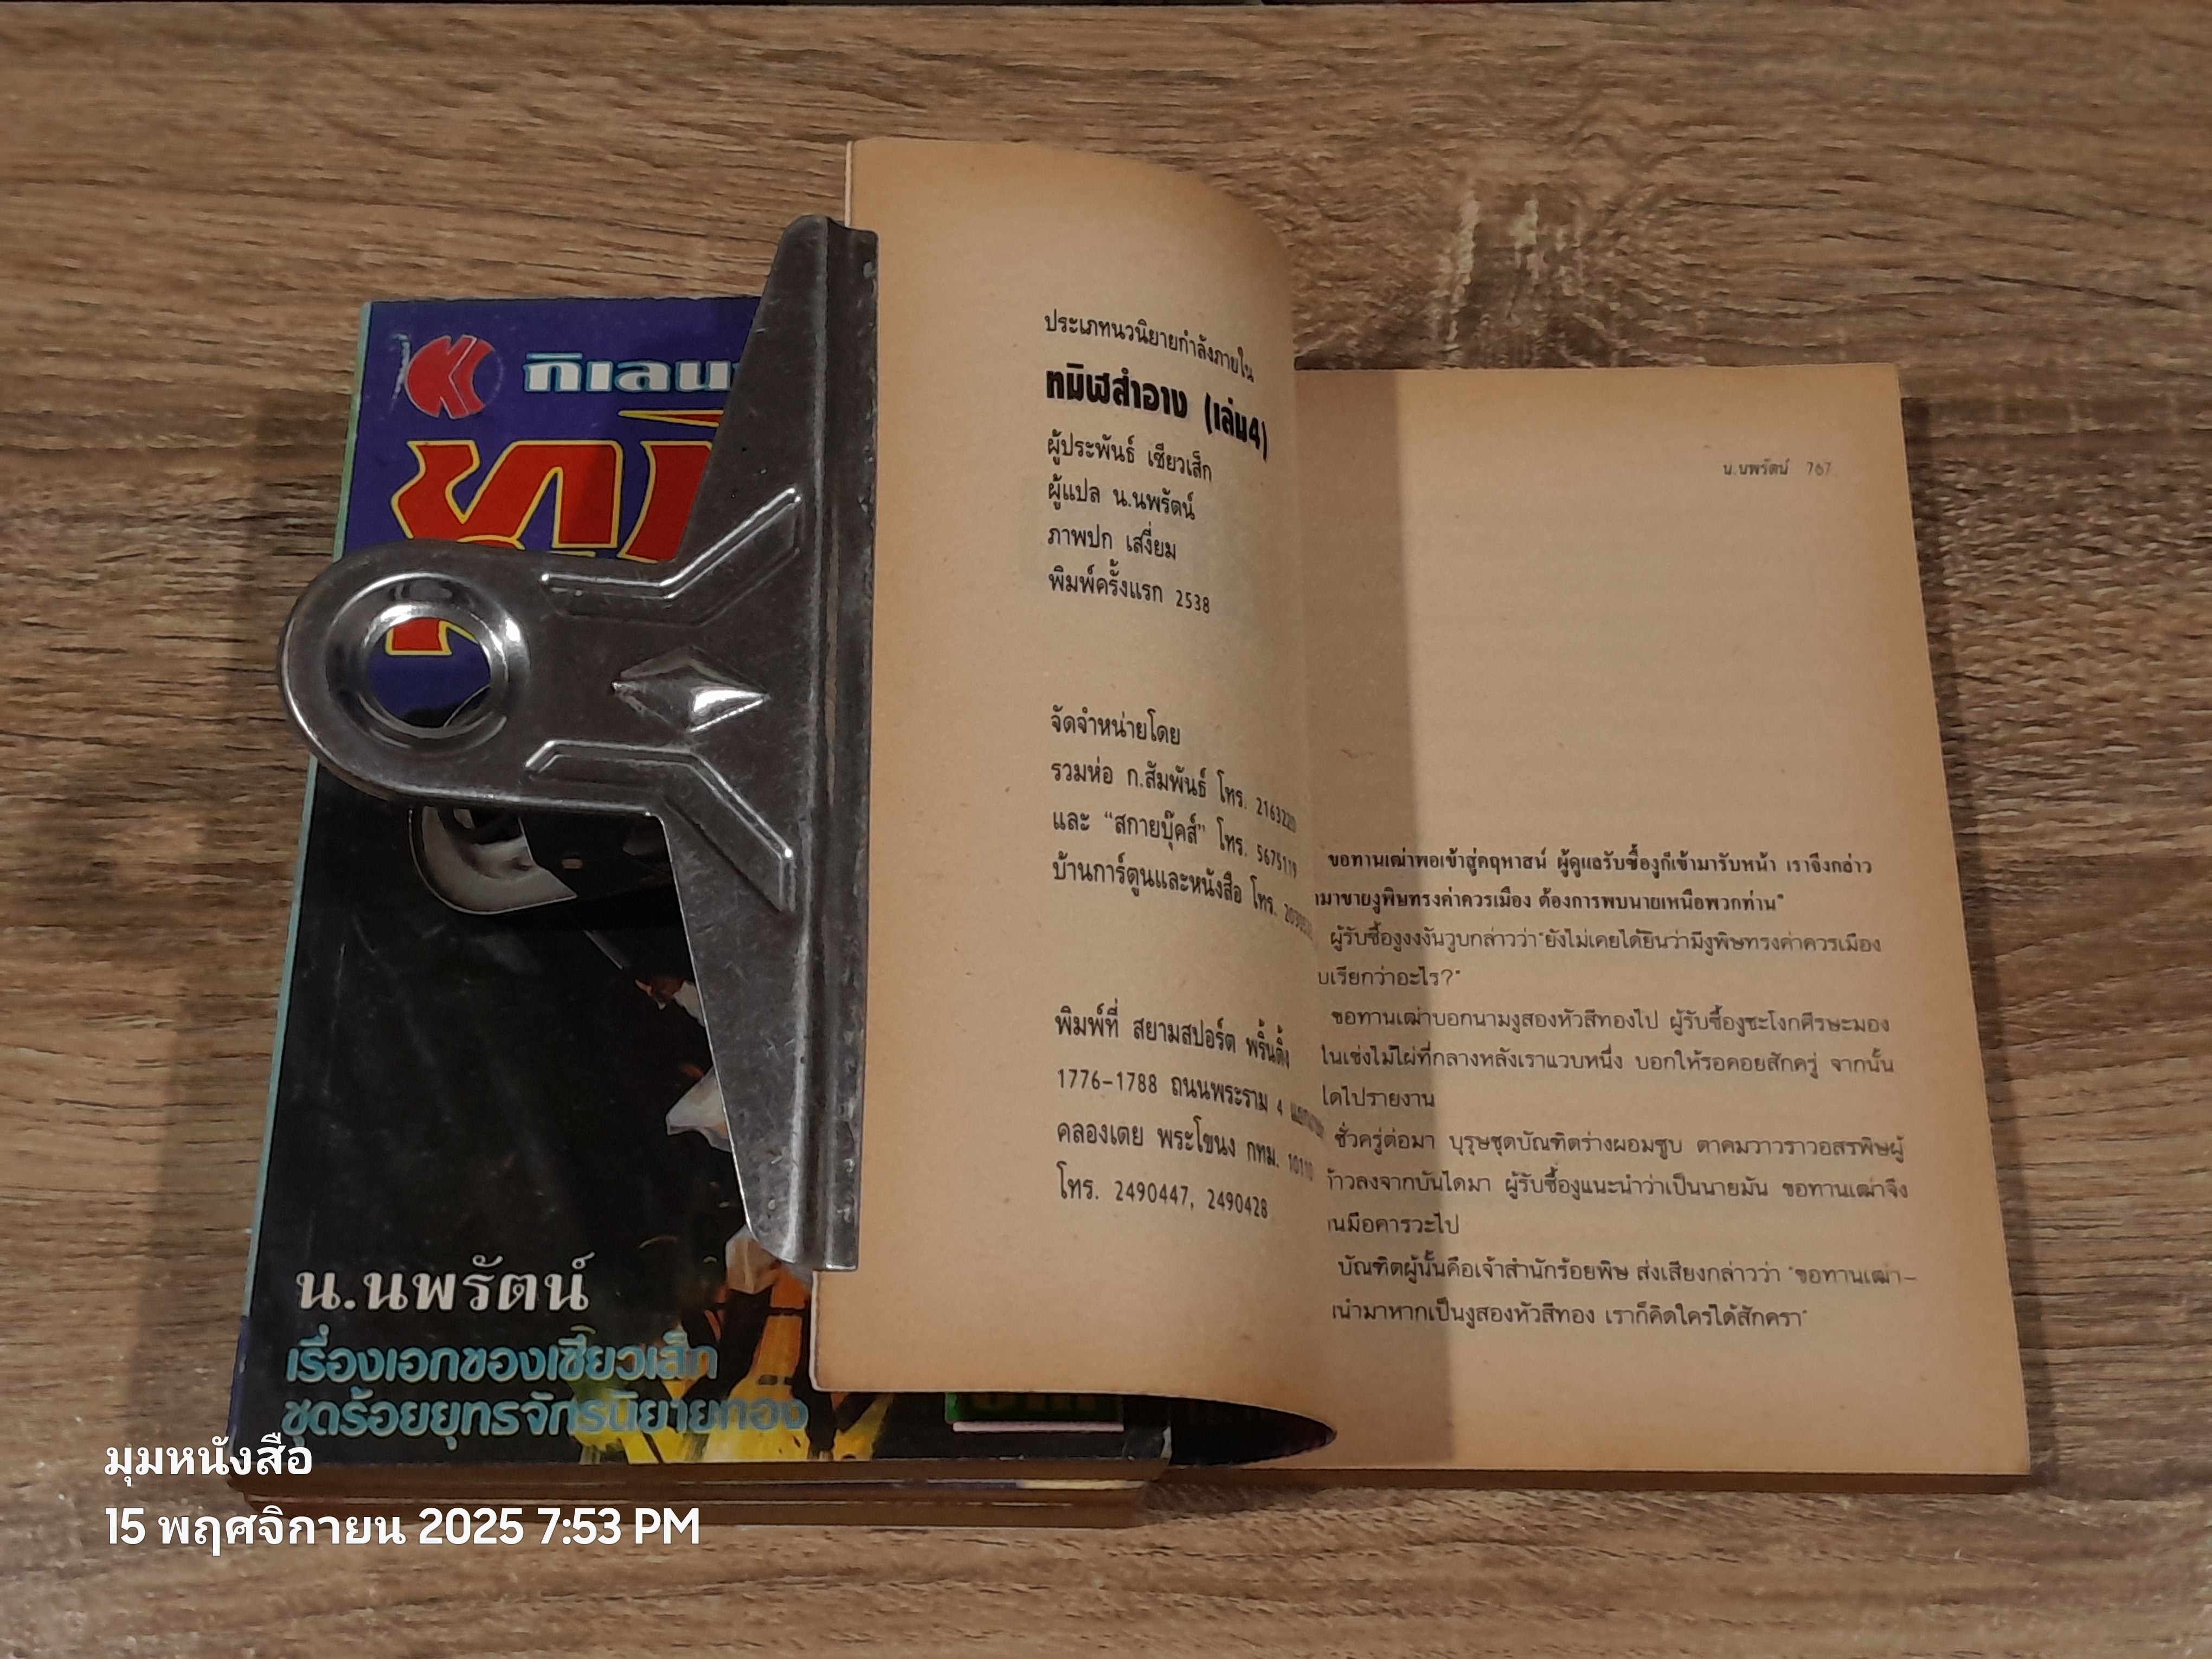 น.นพรัตน์
เรื่องเอกของเซียวเส็ก
ชุดร้อยยุทรจักรนิยายทอง
ประเภทนวนิยายกำลังภายใน
ทมิฬสำอาง (เล่ม4)
ผู้ประพันธ์ เซียวเส็ก
ผู้แปล น.นพรัตน์
ภาพปก เสงี่ยม
พิมพ์ครั้งแรก 2538
จัดจำหน่ายโดย
รวมห่อ ก.สัมพันธ์ โทร. 2163220
และ “สกายบุ๊คส์” โทร. 5675119
บ้านการ์ตูนและหนังสือ โทร.
พิมพ์ที่ สยามสปอร์ต พริ้นติ้ง
1776-1788 ถนนพระราม 4
คลองเตย พระโขนง กทม. 10110
โทร. 2490447, 2490428
น.นพรัตน์ 767
ขอทานเฒ่าพอเข้าสู่คฤหาสน์ ผู้ดูแลรับซื้องูก็เข้ามารับหน้า เราจึงกล่าว
มาขายงูพิษทรงค่าควรเมือง ต้องการพบนายเหนือพวกท่าน"
ผู้รับซื้องูงงงันวูบกล่าวว่า"ยังไม่เคยได้ยินว่ามีงูพิษทรงค่าควรเมือง
เรียกว่าอะไร?"
ขอทานเฒ่าบอกนามงูสองหัวสีทองไป ผู้รับซื้องูชะโงกศีรษะมอง
ในเข่งไม้ไผ่ที่กลางหลังเราแวบหนึ่ง บอกให้รอคอยสักครู่ จากนั้น
ไดไปรายงาน
ชั่วครู่ต่อมา บุรุษชุดบัณฑิตร่างผอมซูบ ตาคมวาวราวอสรพิษผู้
ก้าวลงจากบันไดมา ผู้รับซื้องูแนะนำว่าเป็นนายมัน ขอทานเฒ่าจึง
มือคารวะไป
บัณฑิตผู้นั้นคือเจ้าสำนักร้อยพิษ ส่งเสียงกล่าวว่า "ขอทานเฒ่า-
นำมาหากเป็นงูสองหัวสีทอง เราก็คิดใคร่ได้สักครา"
มุมหนังสือ
15 พฤศจิกายน 2025 7:53 PM